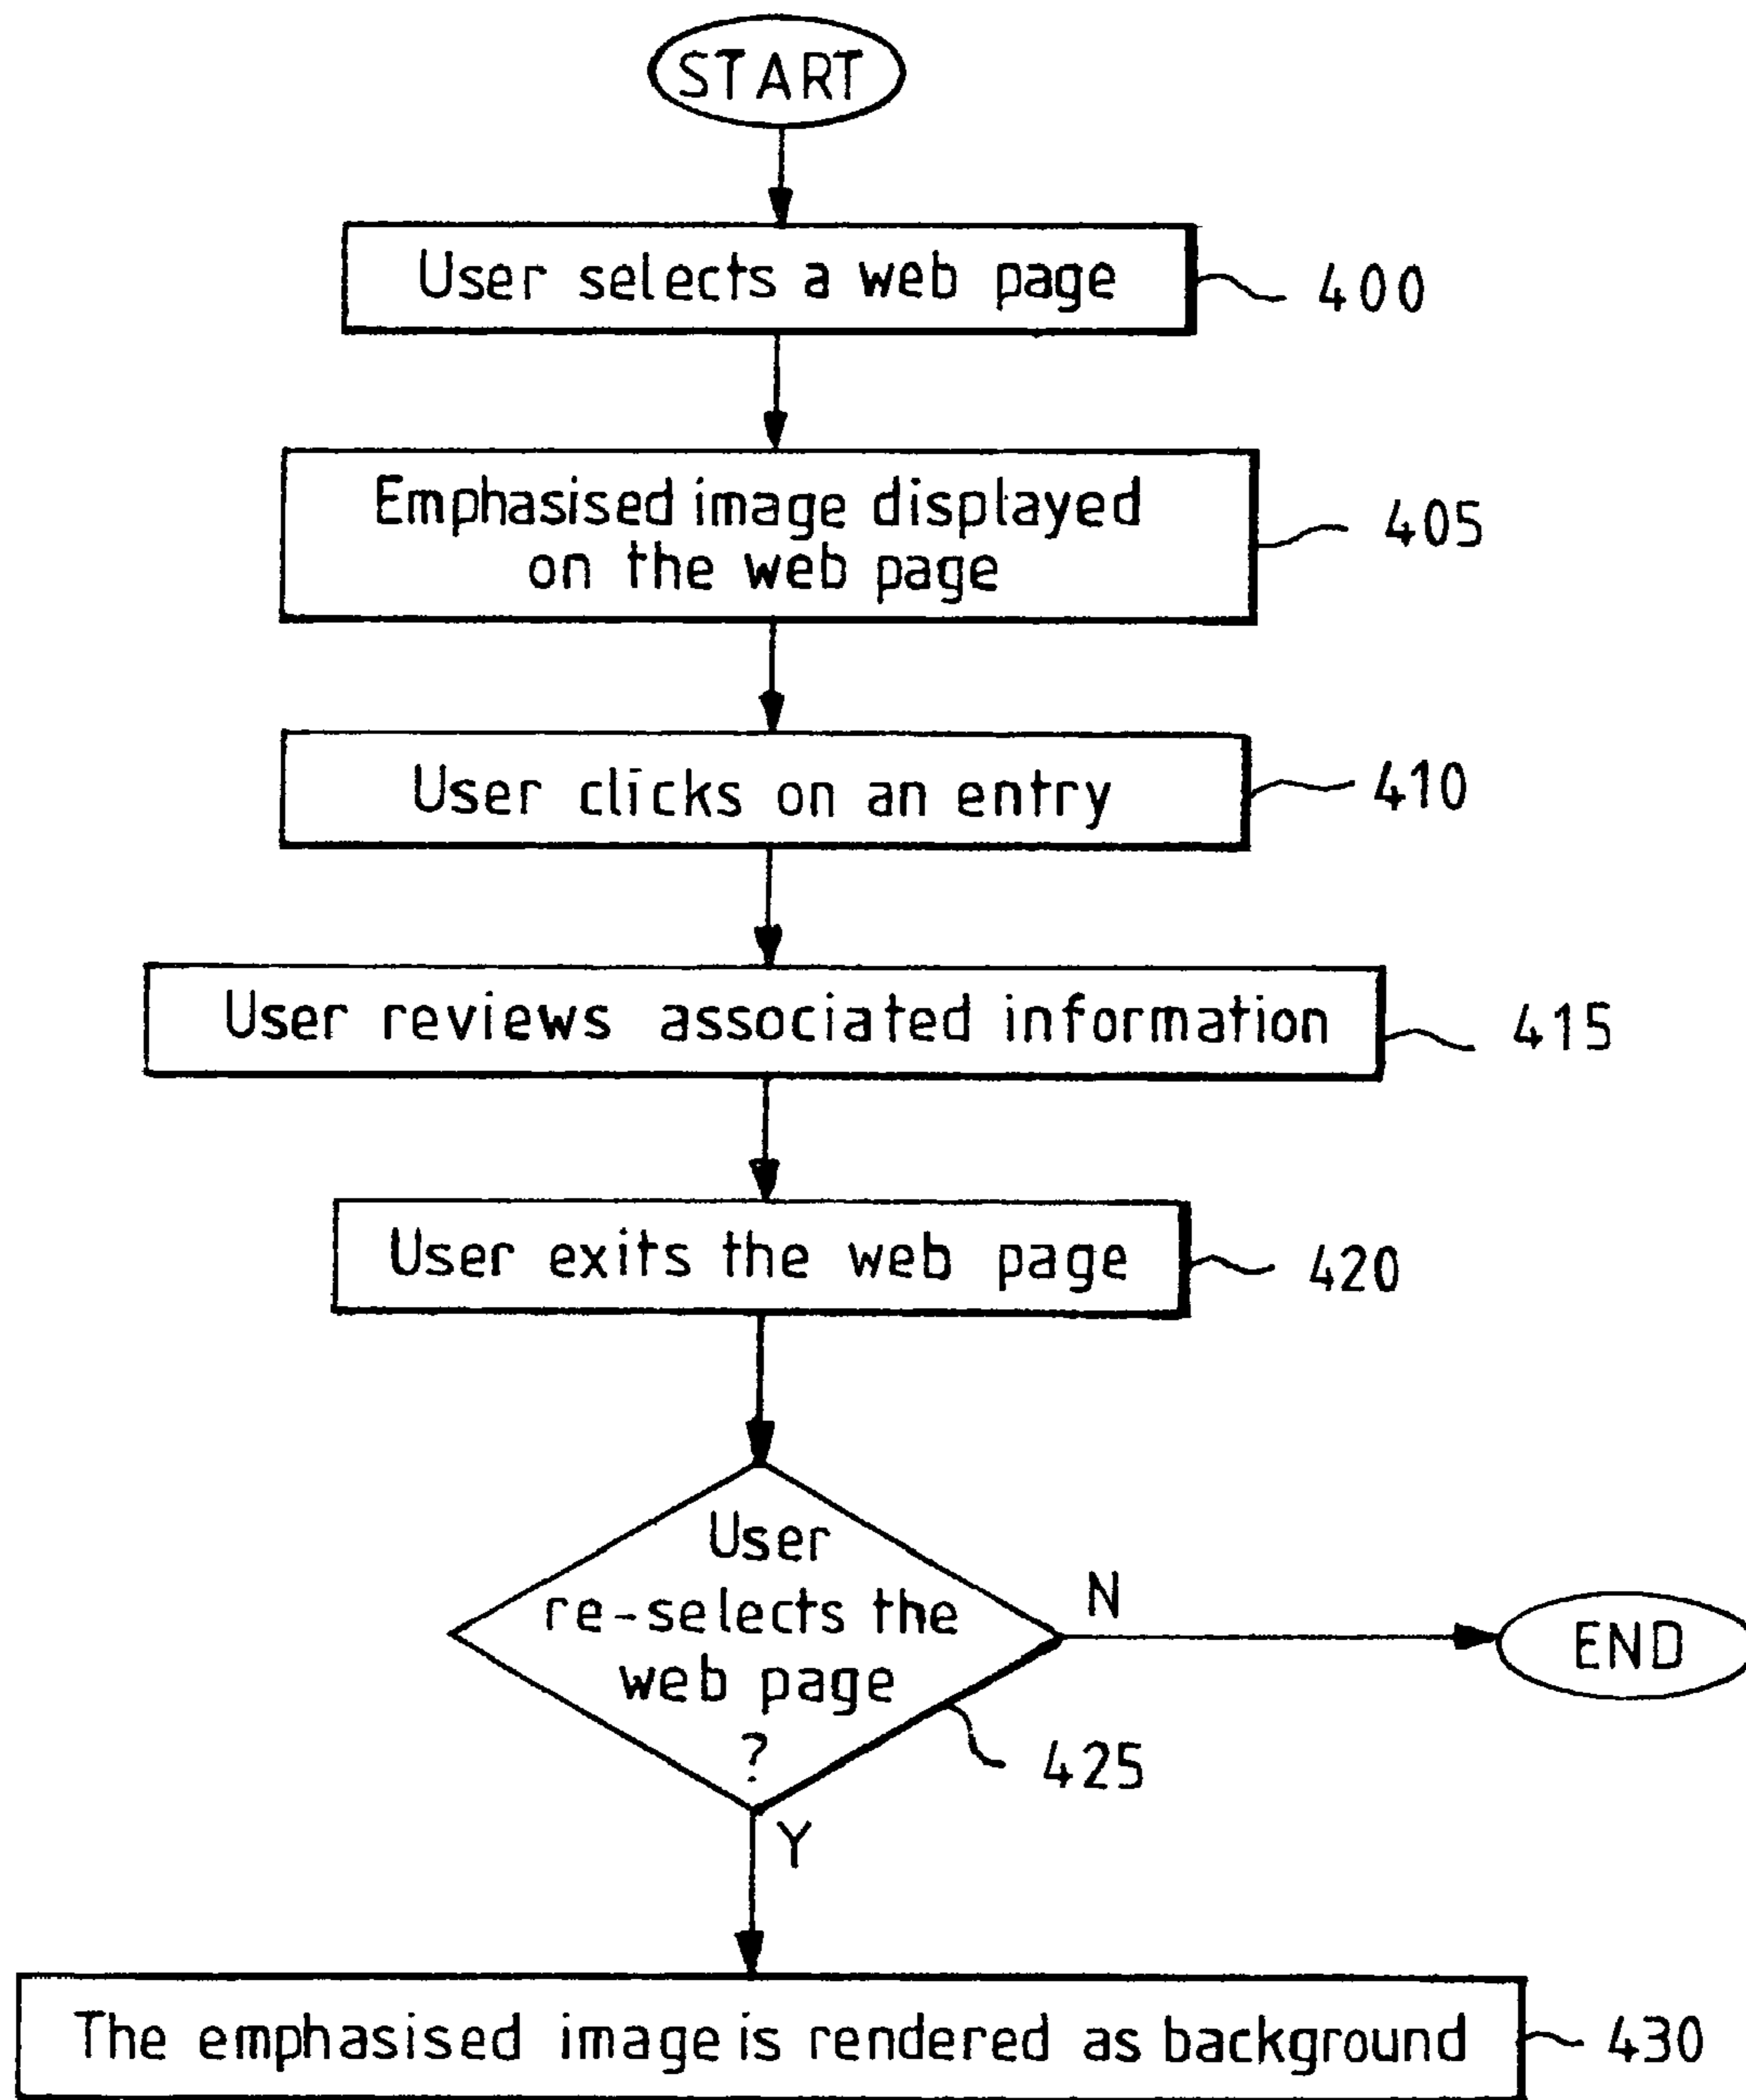 START
User selects a web page
400
Emphasised image displayed
on the web page
405
User clicks on an entry
410
User reviews associated information
415
User exits the web page
420
User
re-selects the
web page
?
N
END
425
Y
The emphasised image is rendered as background
430